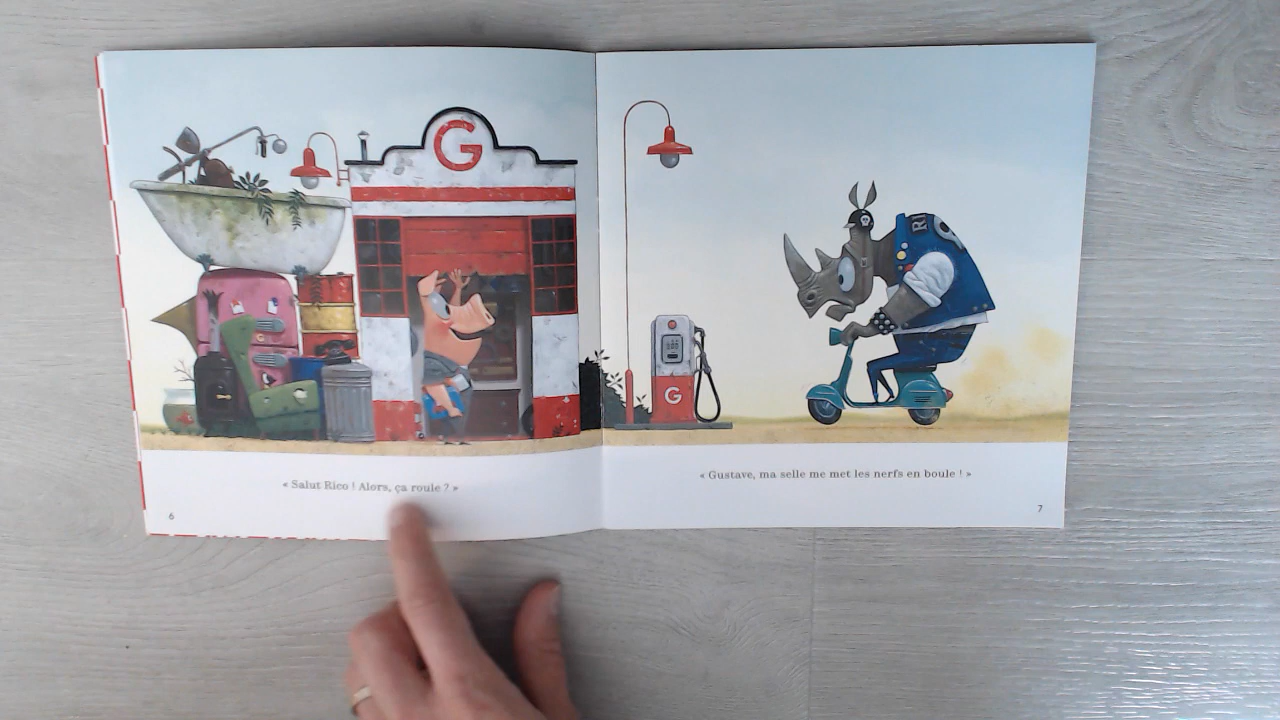 G
« Salut Rico ! Alors, ça roule ? »
6
R
G
« Gustave, ma selle me met les nerfs en boule ! »
7